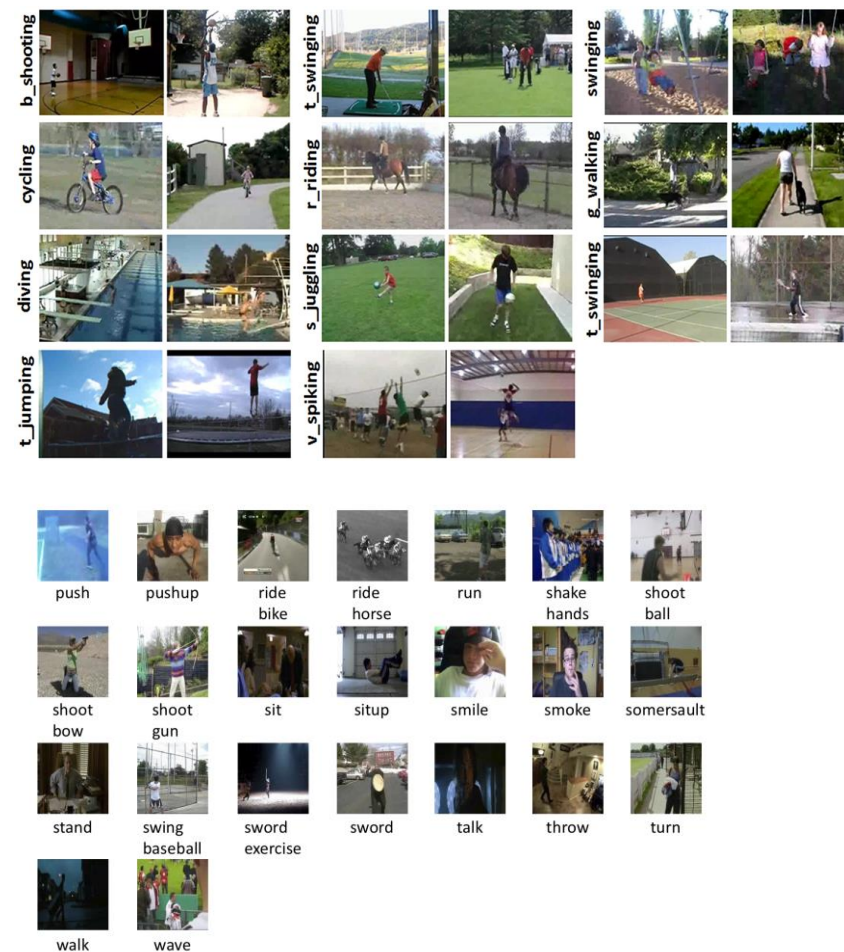 b_shooting
t_swinging
swinging
cycling
r_riding
g_walking
diving
s_juggling
t_swinging
t_jumping
v_spiking
push
pushup
ride
bike
ride
horse
run
shake
hands
shoot
ball
shoot
bow
shoot
gun
sit
situp
smile
smoke
somersault
stand
swing
baseball
sword
exercise
sword
talk
throw
turn
walk
wave